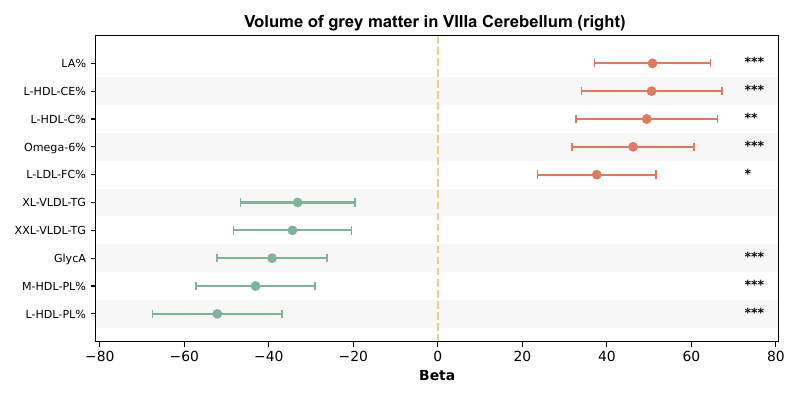 Volume of grey matter in VIIIa Cerebellum (right)
LA% ***
L-HDL-CE% ***
L-HDL-C% **
Omega-6% ***
L-LDL-FC% *
XL-VLDL-TG
XXL-VLDL-TG
GlycA ***
M-HDL-PL% ***
L-HDL-PL% ***
−80 −60 −40 −20 0 20 40 60 80
Beta